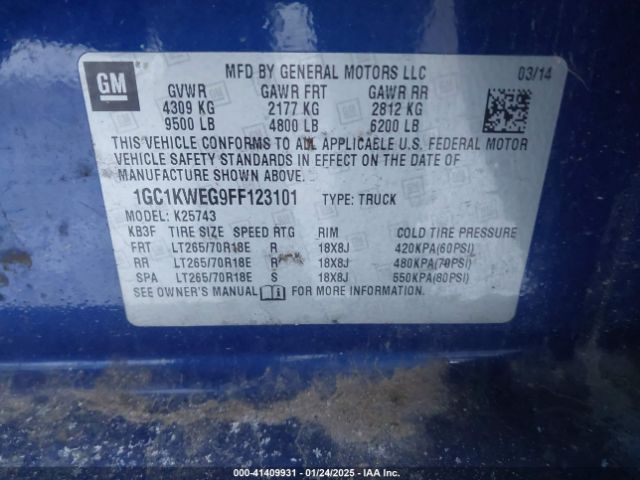 GM
MFD BY GENERAL MOTORS LLC 03/14
GVWR GAWR FRT GAWR RR
4309 KG 2177 KG 2812 KG
9500 LB 4800 LB 6200 LB
THIS VEHICLE CONFORMS TO ALL APPLICABLE U.S. FEDERAL MOTOR
VEHICLE SAFETY STANDARDS IN EFFECT ON THE DATE OF
MANUFACTURE SHOWN ABOVE.
1GC1KWEG9FF123101 TYPE: TRUCK
MODEL: K25743
KB3F TIRE SIZE SPEED RTG RIM COLD TIRE PRESSURE
FRT LT265/70R18E R 18X8J 420KPA(60PSI)
RR LT265/70R18E R 18X8J 480KPA(70PSI)
SPA LT265/70R18E S 18X8J 550KPA(80PSI)
SEE OWNER'S MANUAL FOR MORE INFORMATION.
000-41409931 - 01/24/2025 - IAA Inc.